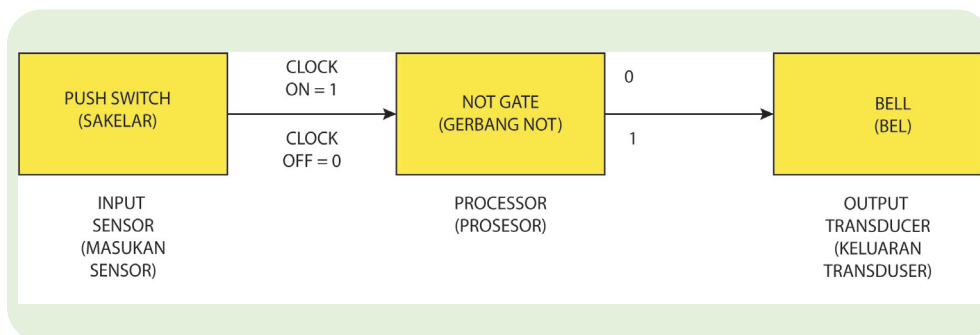 PUSH SWITCH
(SAKELAR)
CLOCK
ON = 1
CLOCK
OFF = 0
NOT GATE
(GERBANG NOT)
0
1
BELL
(BEL)
INPUT
SENSOR
(MASUKAN
SENSOR)
PROCESSOR
(PROSESOR)
OUTPUT
TRANSDUCER
(KELUARAN
TRANSDUSER)